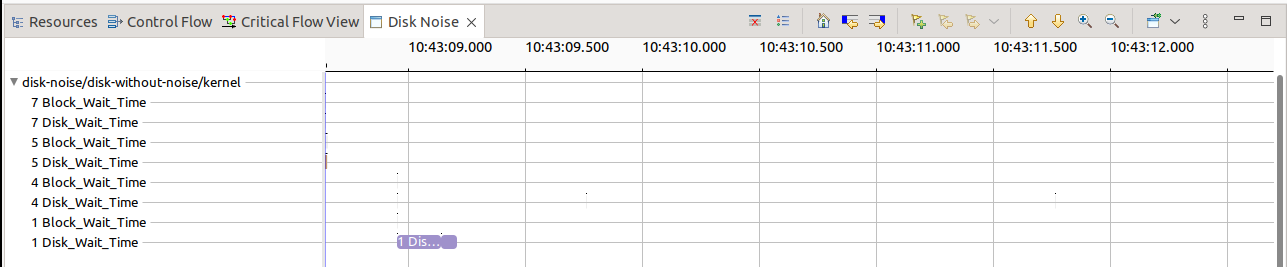 Resources Control Flow Critical Flow View Disk Noise
10:43:09.000 10:43:09.500 10:43:10.000 10:43:10.500 10:43:11.000 10:43:11.500 10:43:12.000
disk-noise/disk-without-noise/kernel
7 Block_Wait_Time
7 Disk_Wait_Time
5 Block_Wait_Time
5 Disk_Wait_Time
4 Block_Wait_Time
4 Disk_Wait_Time
1 Block_Wait_Time
1 Disk_Wait_Time 1 Dis...